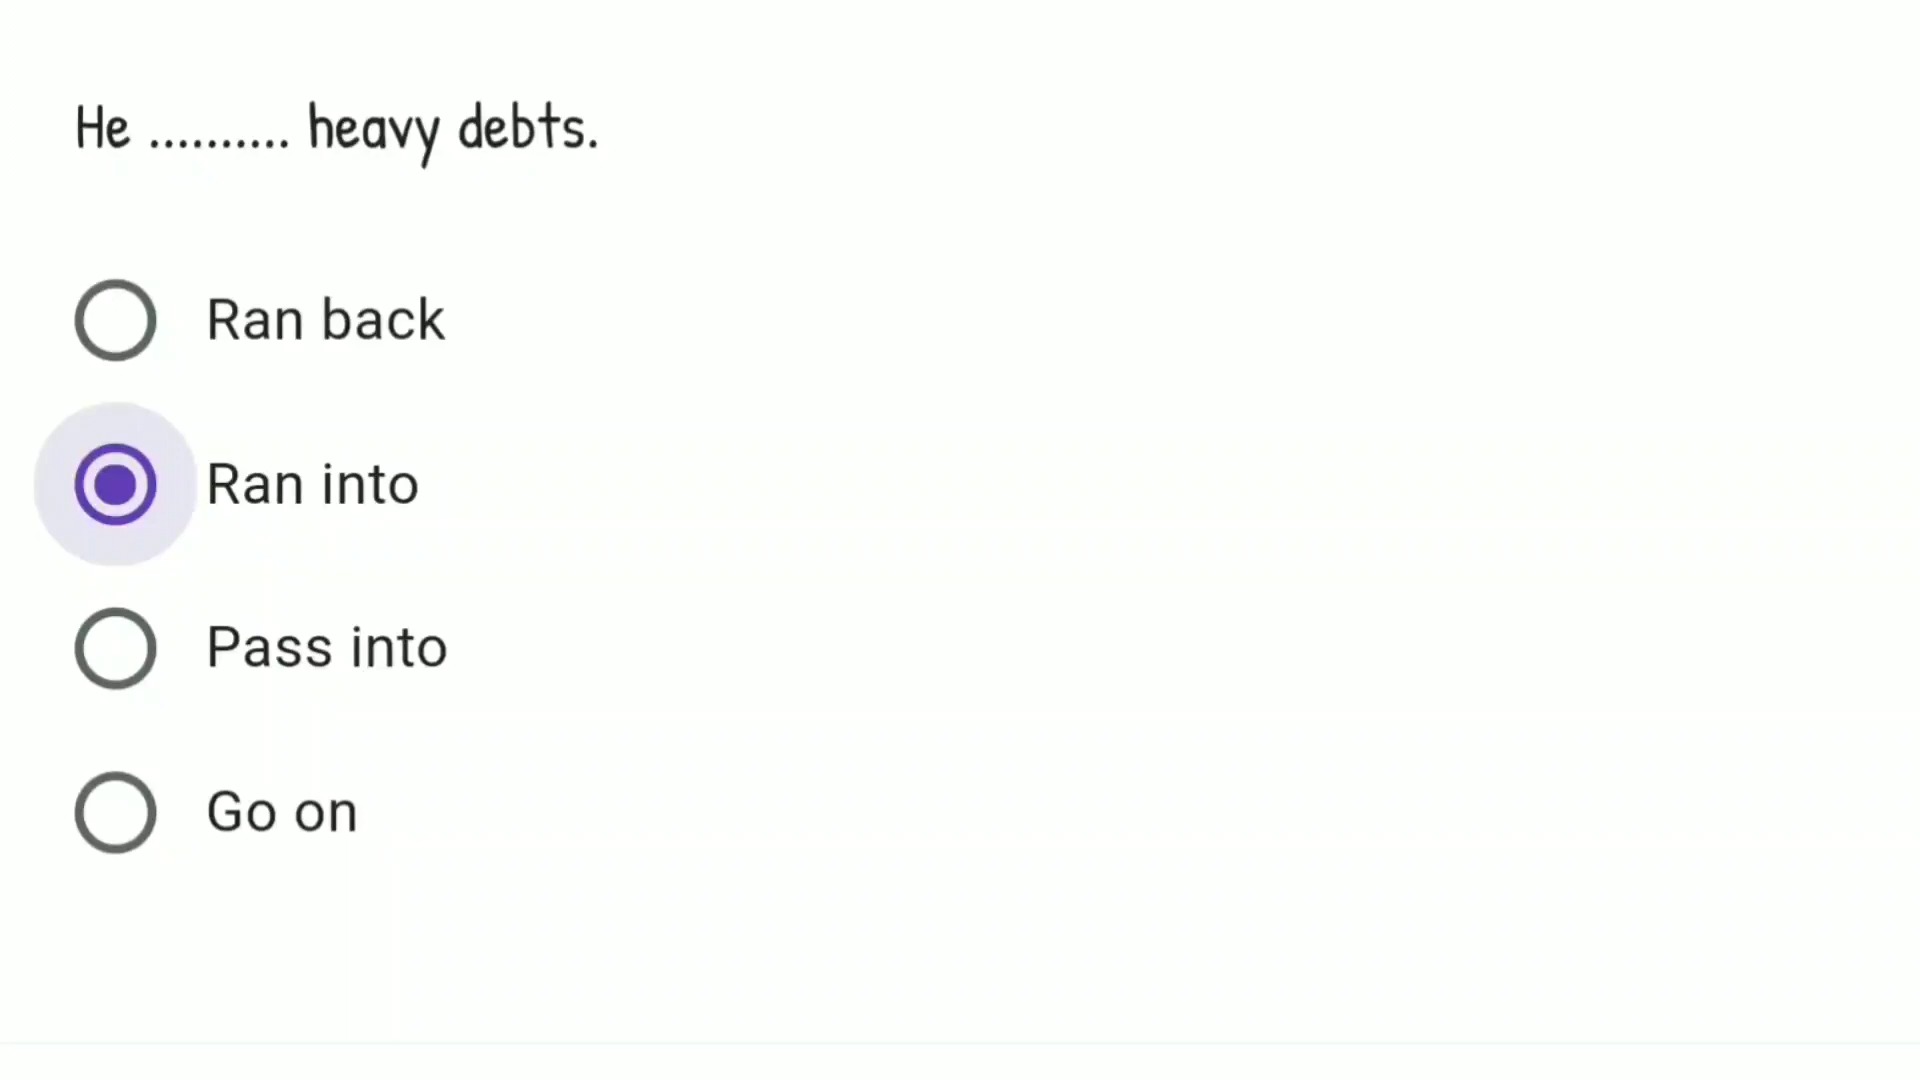 He .......... heavy debts.
Ran back
Ran into
Pass into
Go on